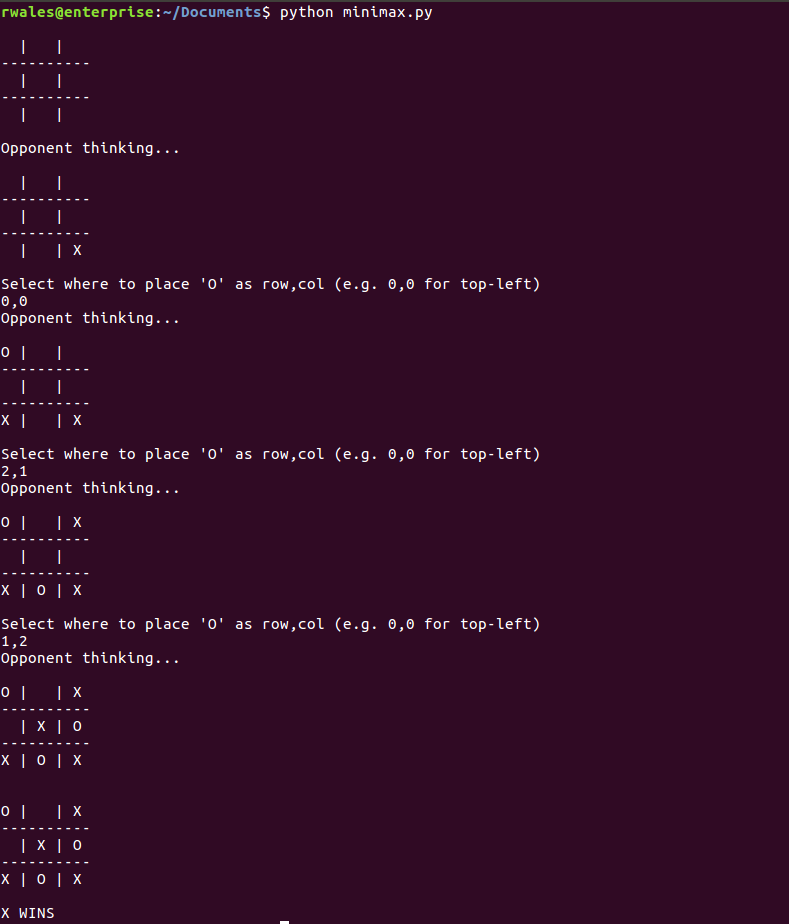 rwales@enterprise:~/Documents$ python minimax.py
  |   |
----------
  |   |
----------
  |   |
Opponent thinking...
  |   |
----------
  |   |
----------
  |   | X
Select where to place 'O' as row,col (e.g. 0,0 for top-left)
0,0
Opponent thinking...
O |   |
----------
  |   |
----------
X |   | X
Select where to place 'O' as row,col (e.g. 0,0 for top-left)
2,1
Opponent thinking...
O |   | X
----------
  |   |
----------
X | O | X
Select where to place 'O' as row,col (e.g. 0,0 for top-left)
1,2
Opponent thinking...
O |   | X
----------
  | X | O
----------
X | O | X
O |   | X
----------
  | X | O
----------
X | O | X
X WINS